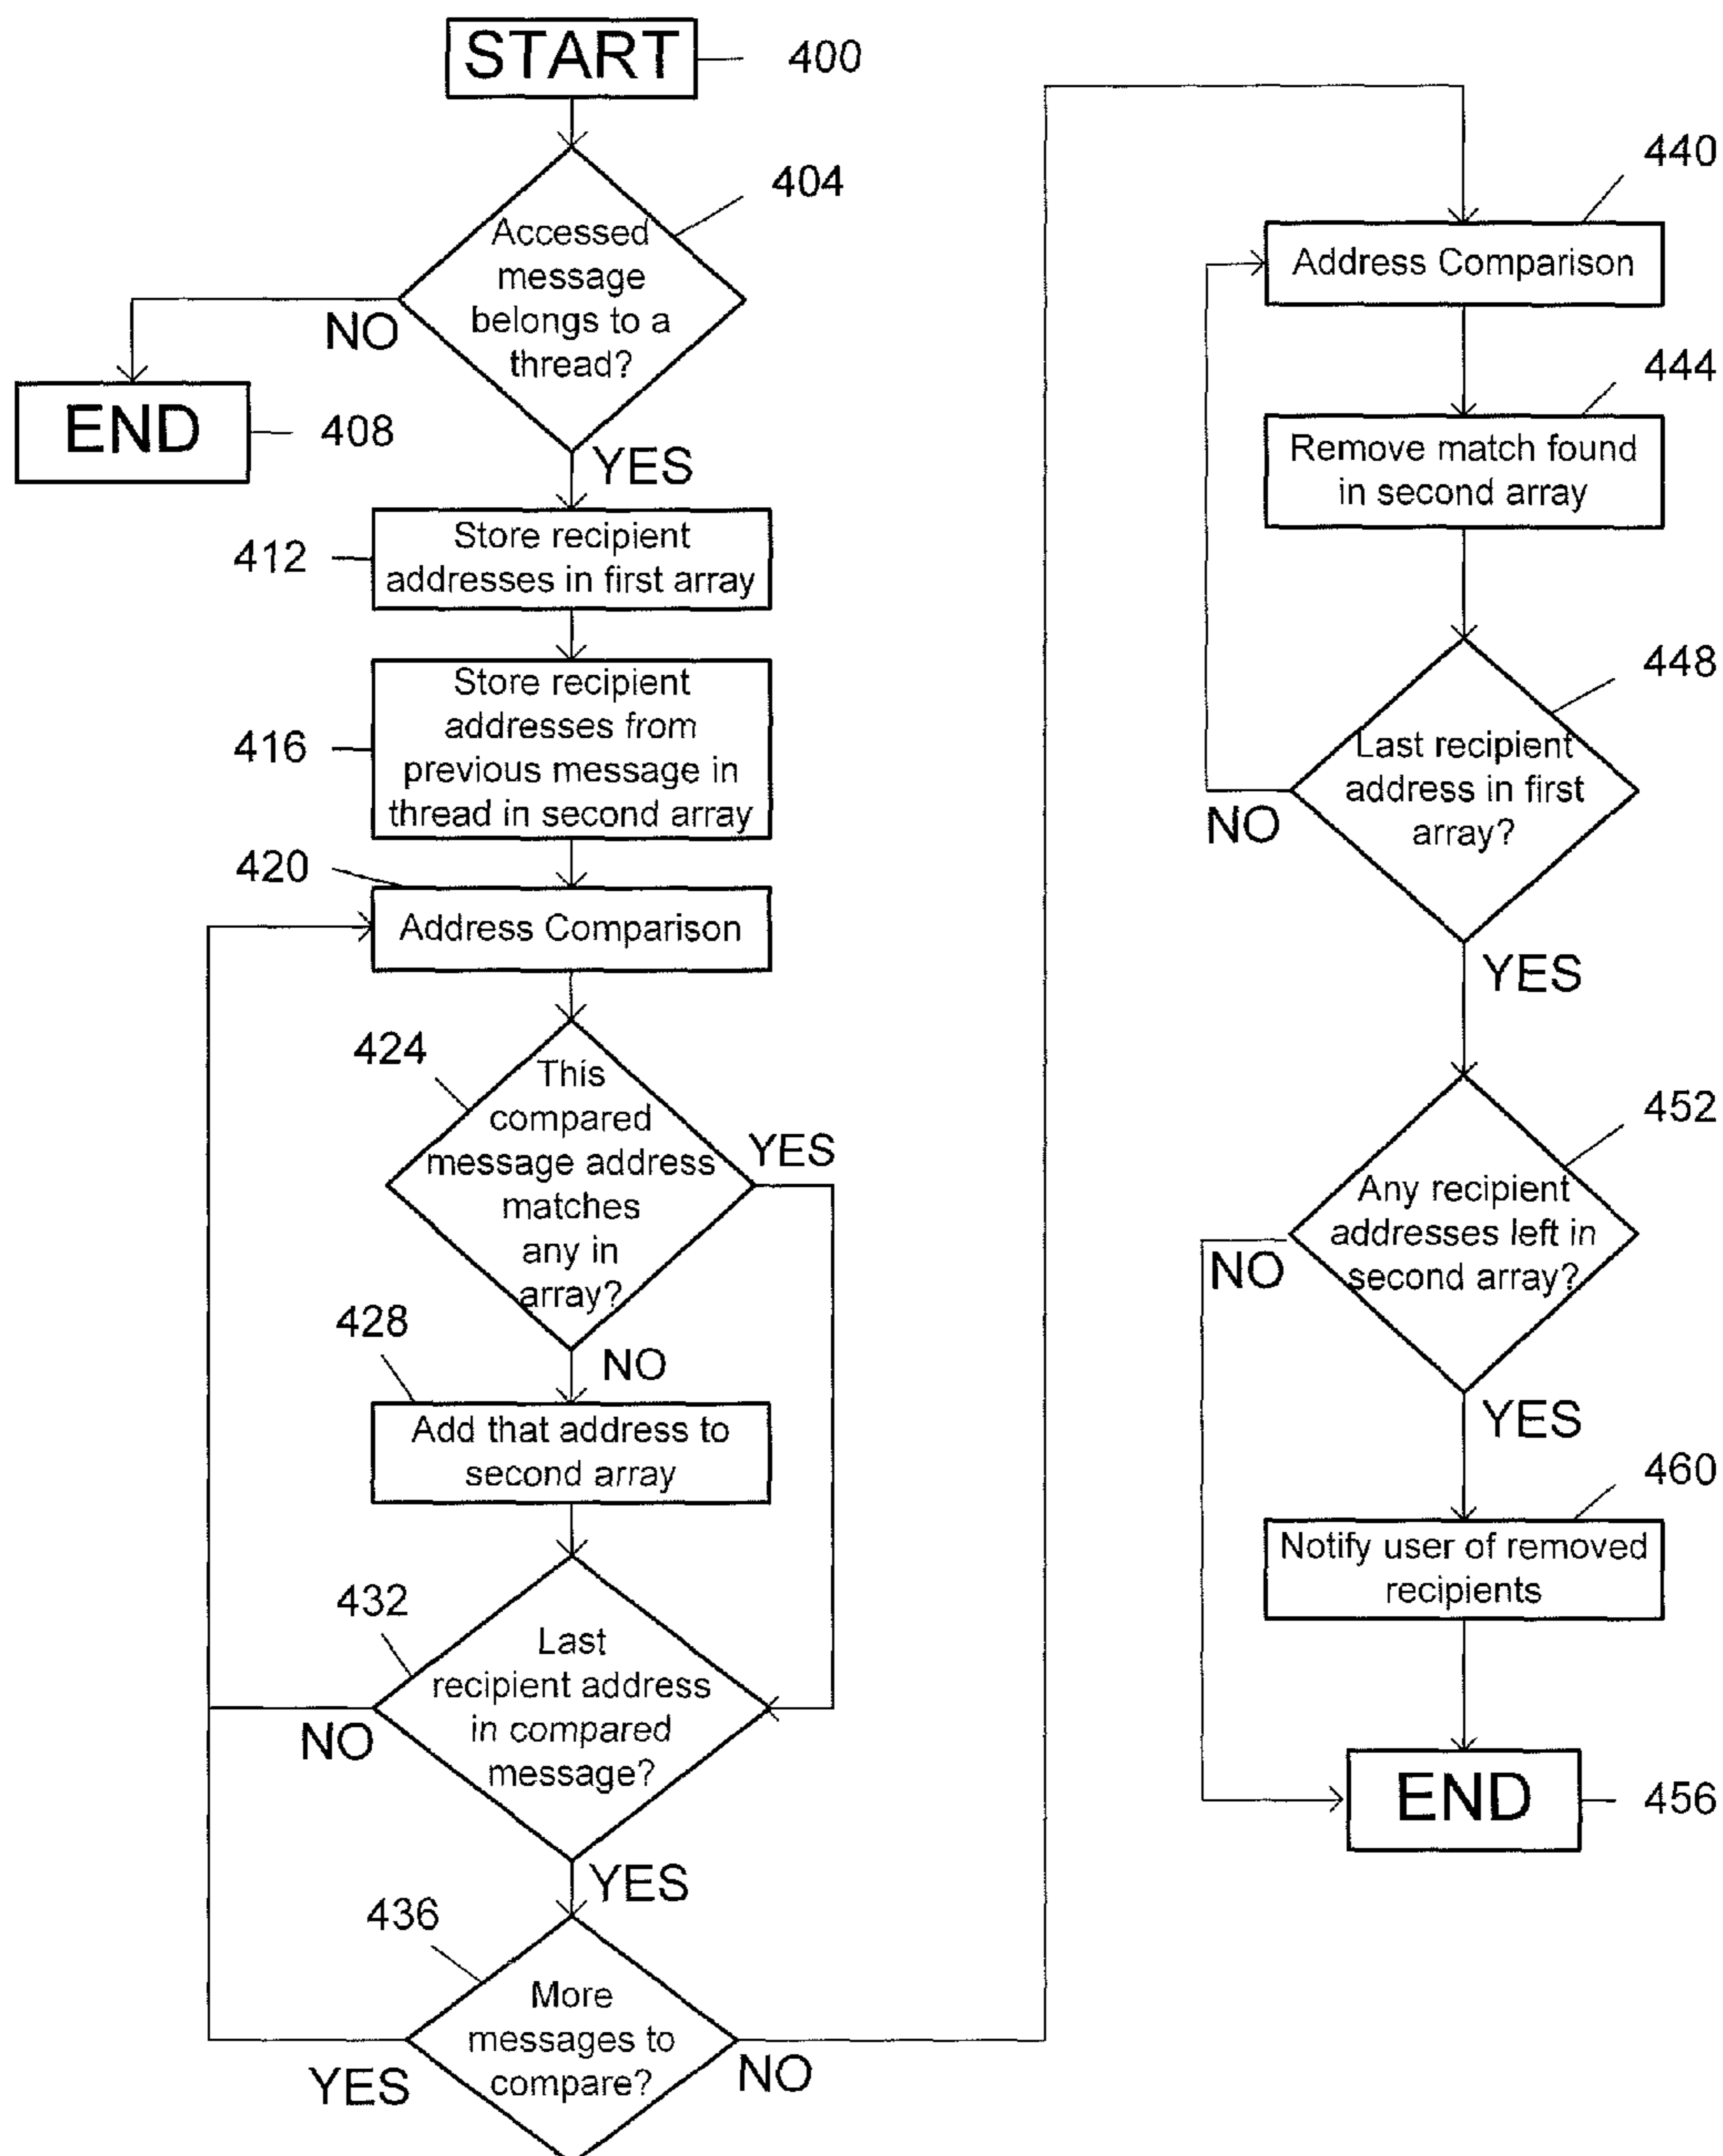 START
400
404
Accessed
message
belongs to a
thread?
NO
END
408
YES
412
Store recipient
addresses in first array
416
Store recipient
addresses from
previous message in
thread in second array
420
Address Comparison
424
This
compared
message address
matches
any in
array?
YES
NO
428
Add that address to
second array
432
Last
recipient address
in compared
message?
NO
YES
436
More
messages to
compare?
YES
NO
440
Address Comparison
444
Remove match found
in second array
448
Last recipient
address in first
array?
NO
YES
452
Any recipient
addresses left in
second array?
NO
YES
460
Notify user of removed
recipients
END
456